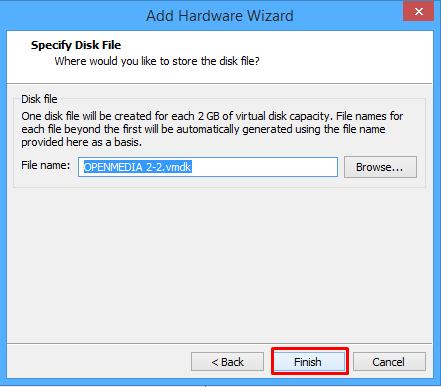 Add Hardware Wizard
Specify Disk File
Where would you like to store the disk file?
Disk file
One disk file will be created for each 2 GB of virtual disk capacity. File names for
each file beyond the first will be automatically generated using the file name
provided here as a basis.
File name: OPENMEDIA 2-2.vmdk Browse...
< Back Finish Cancel